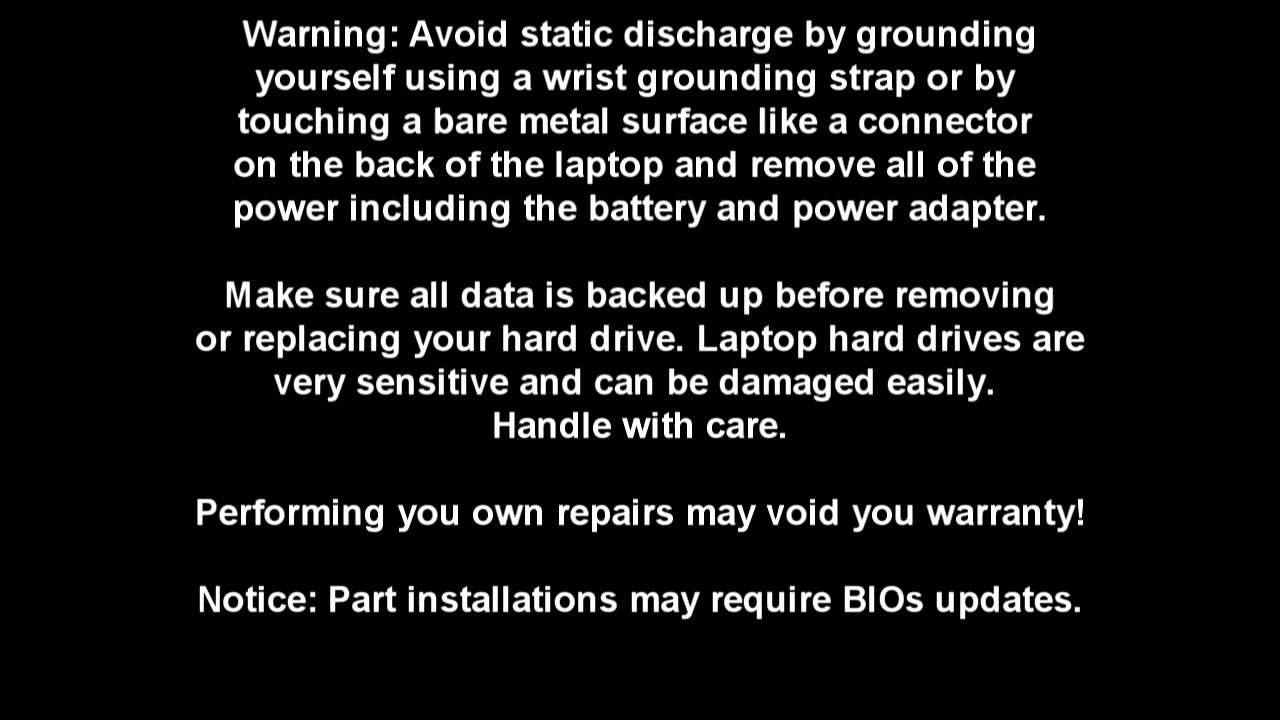 Warning: Avoid static discharge by grounding
yourself using a wrist grounding strap or by
touching a bare metal surface like a connector
on the back of the laptop and remove all of the
power including the battery and power adapter.
Make sure all data is backed up before removing
or replacing your hard drive. Laptop hard drives are
very sensitive and can be damaged easily.
Handle with care.
Performing you own repairs may void you warranty!
Notice: Part installations may require BIOs updates.